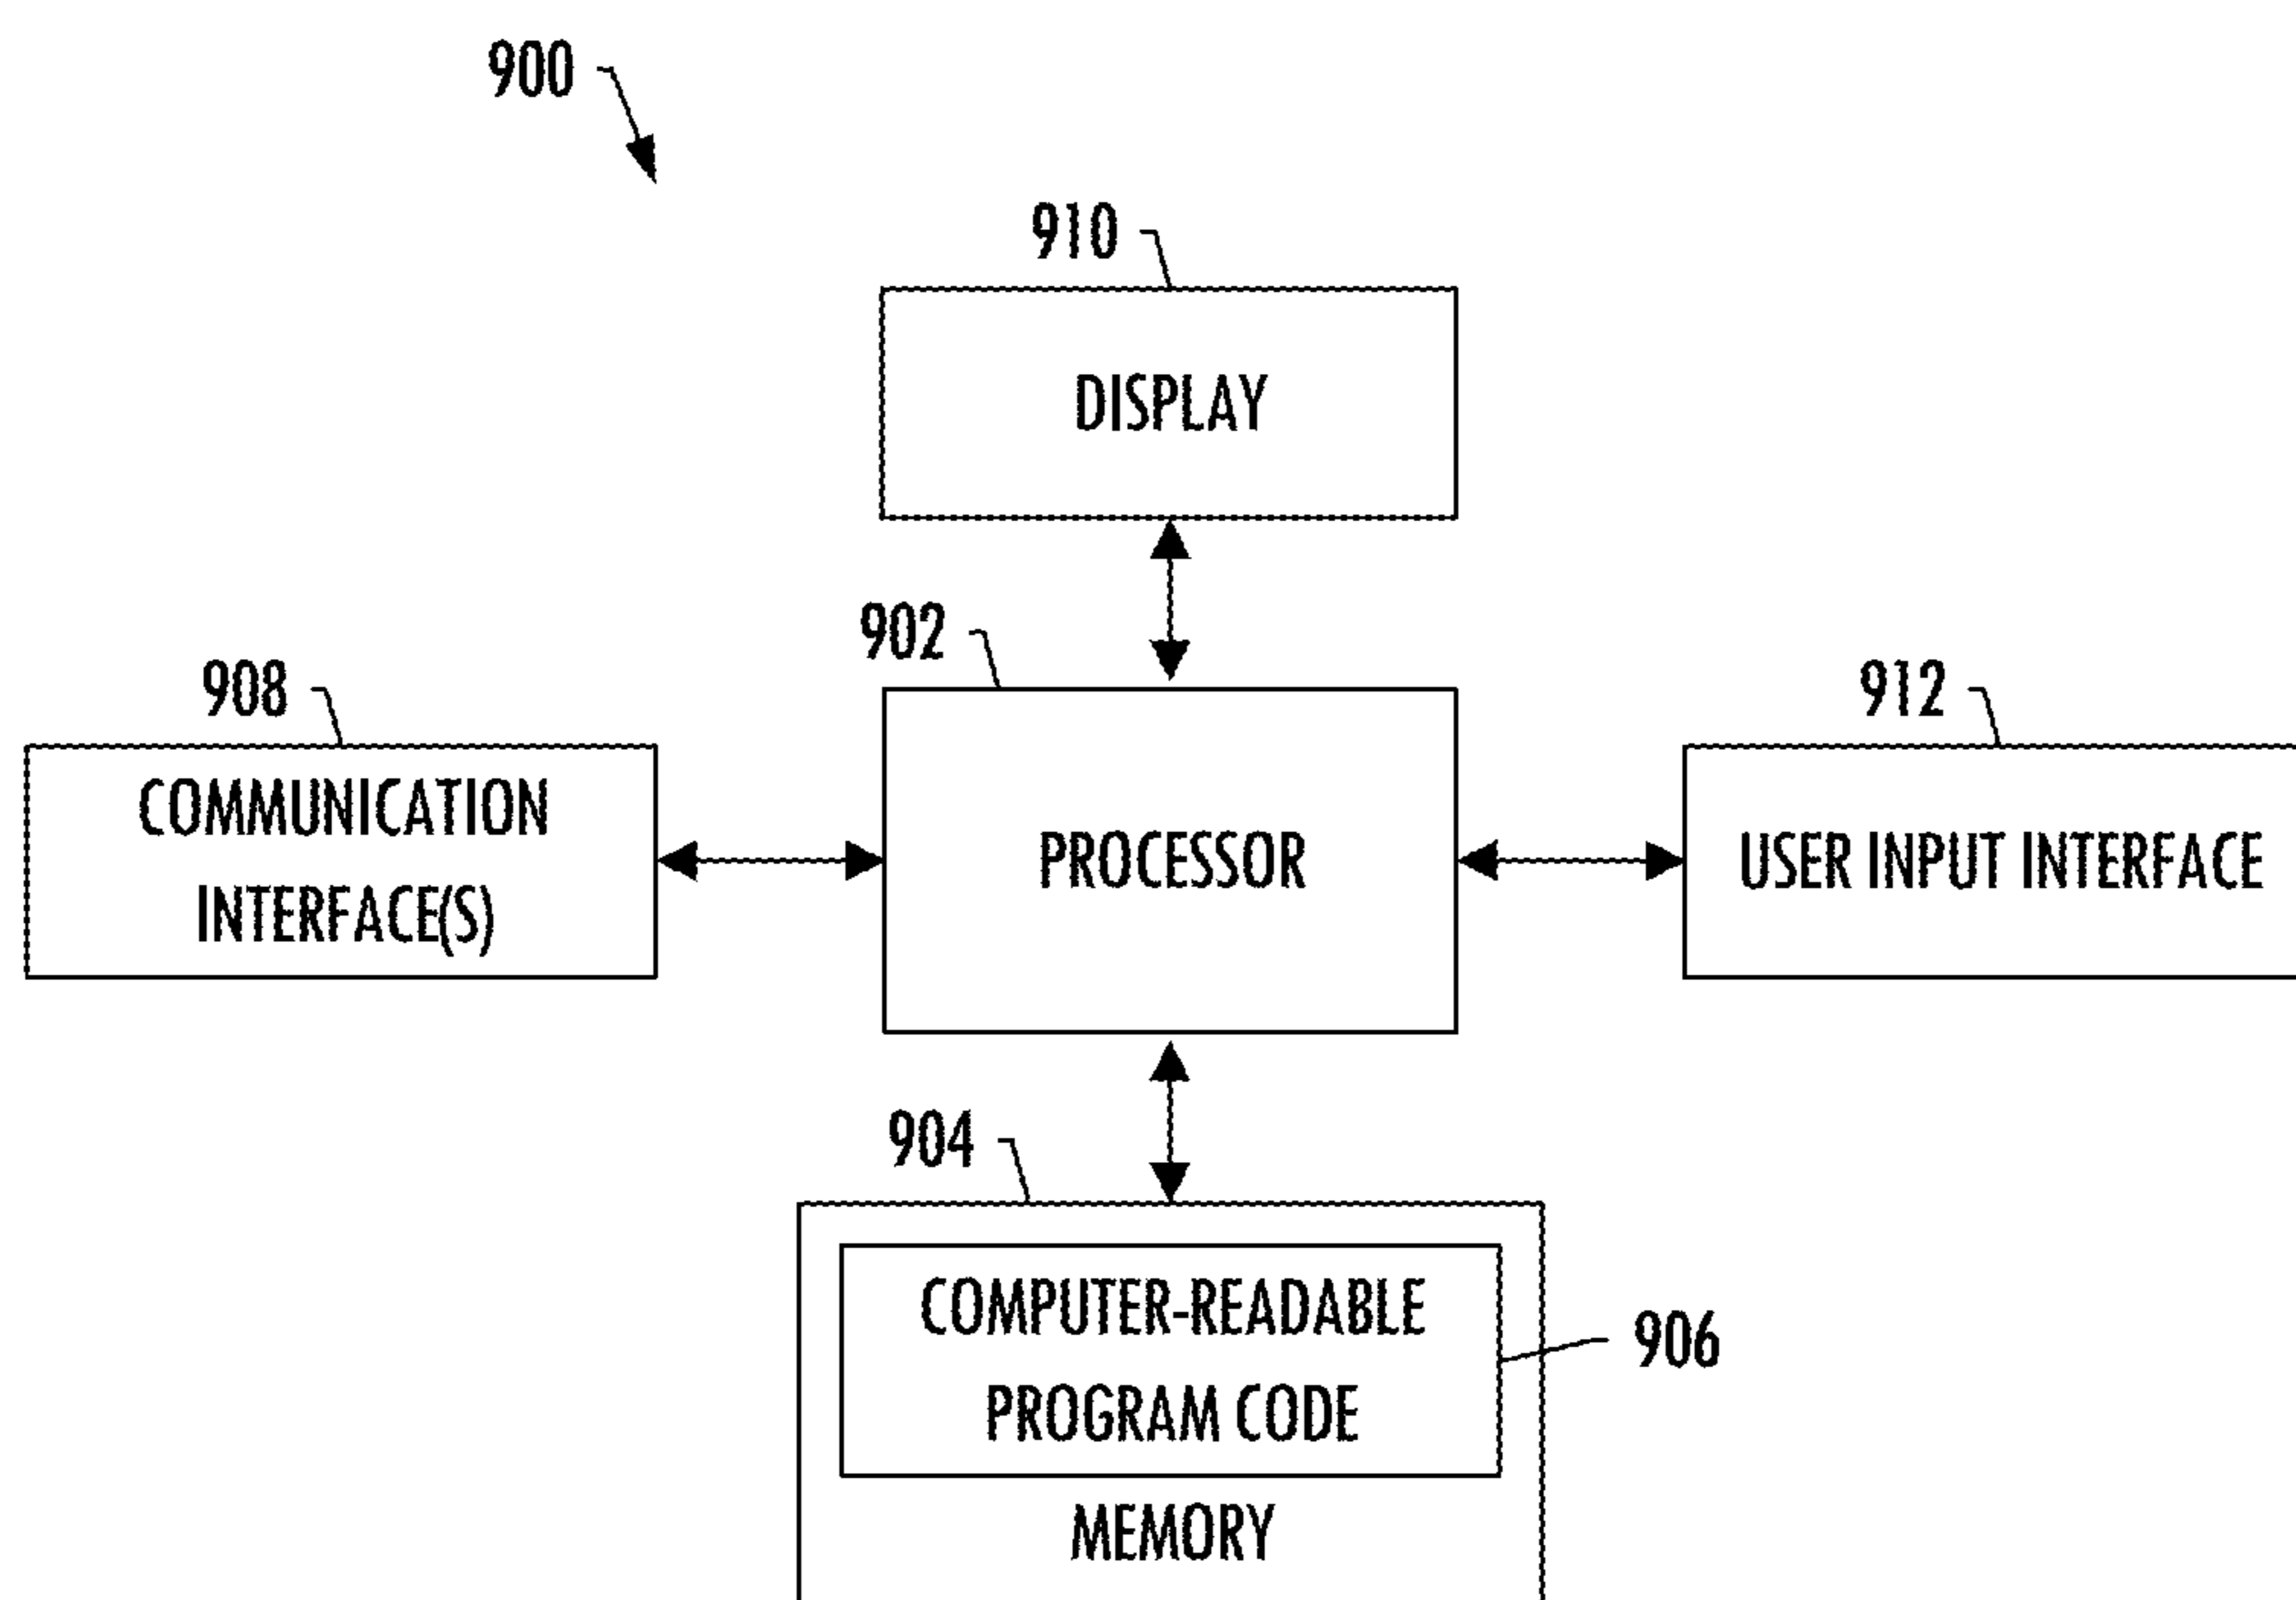 900
910
DISPLAY
902
908
912
COMMUNICATION
INTERFACE(S)
PROCESSOR
USER INPUT INTERFACE
904
COMPUTER-READABLE
PROGRAM CODE
906
MEMORY